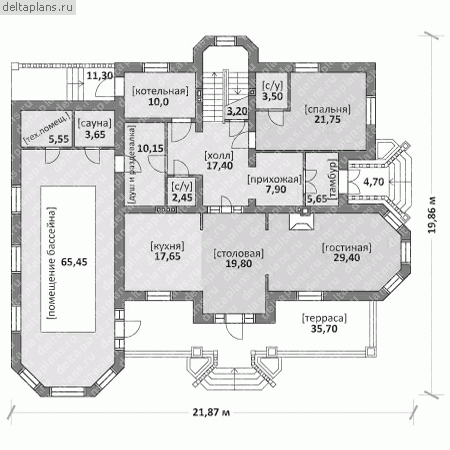 deltaplans.ru
11,30
[котельная]
10,0
[с/у]
3,50
3,20
[спальня]
21,75
[тех.помещ.]
5,55
[сауна]
3,65
[душ и раздевалка]
10,15
[холл]
17,40
[с/у]
2,45
[прихожая]
7,90
[тамбур]
5,65
4,70
[помещение бассейна]
65,45
[кухня]
17,65
[столовая]
19,80
[гостиная]
29,40
[терраса]
35,70
19,86 м
21,87 м